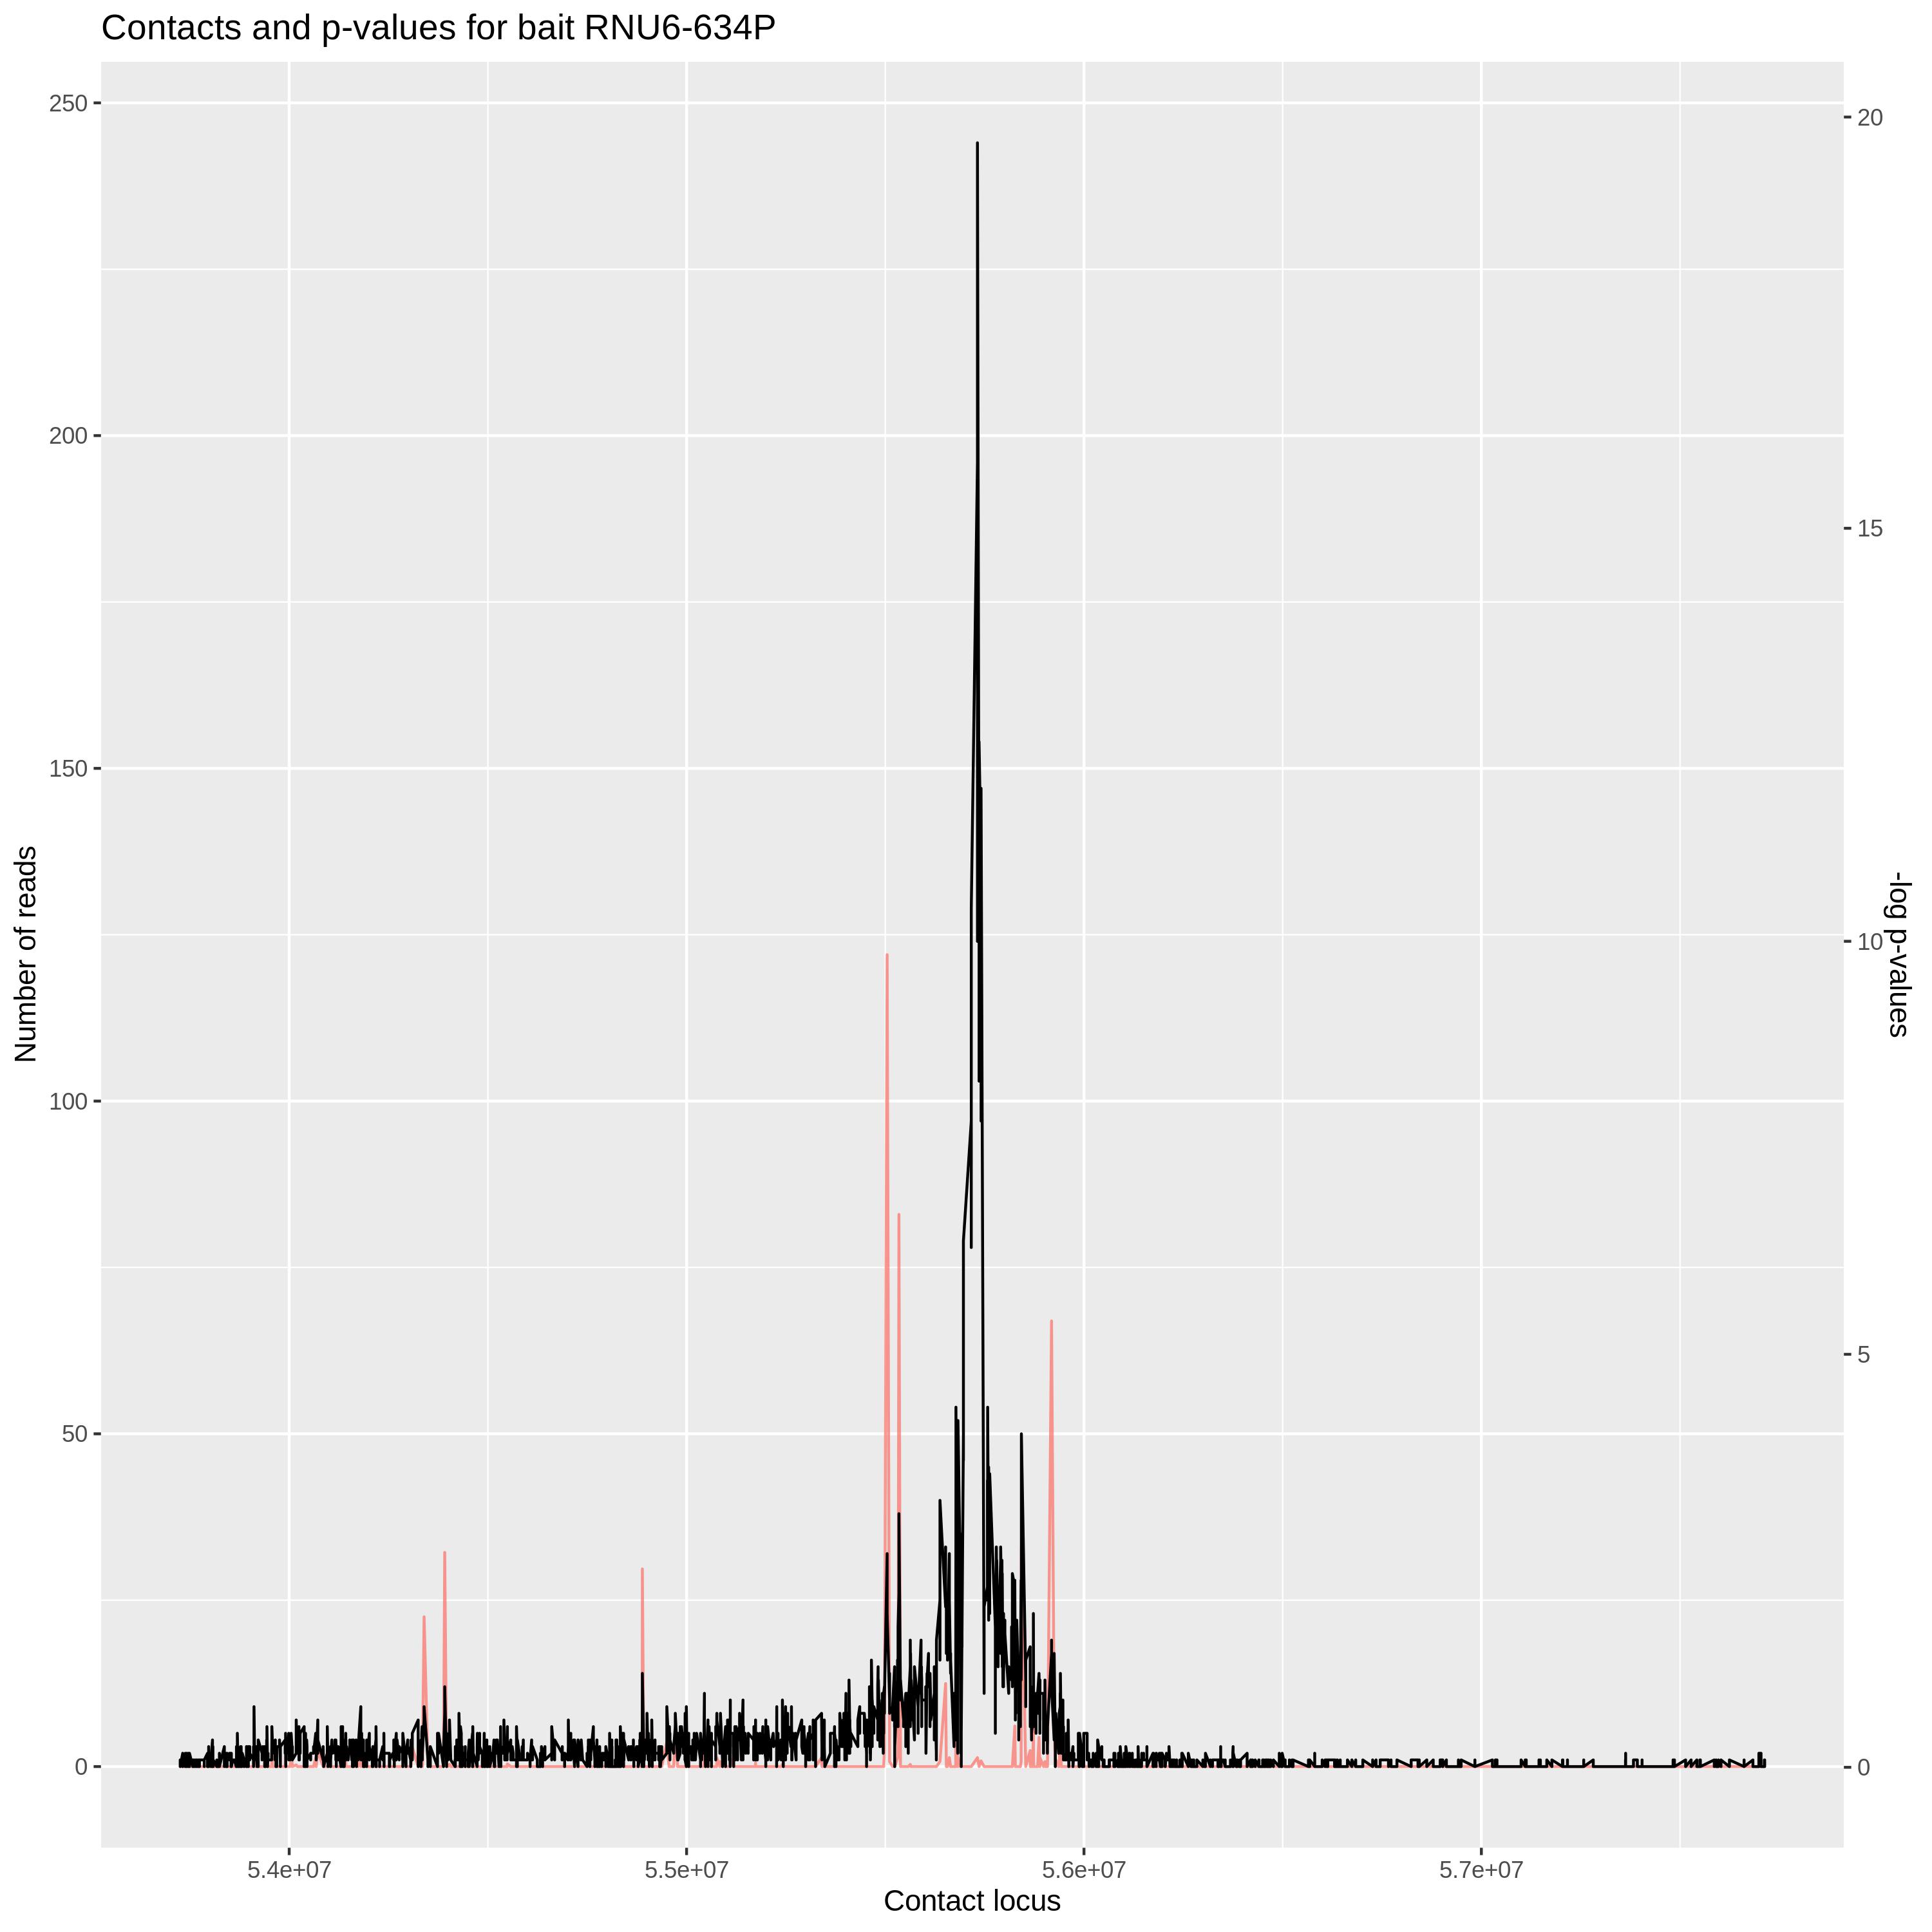 Contacts and p-values for bait RNU6-634P
250
200
150
100
50
0
Number of reads
20
15
10
5
0
-log p-values
5.4e+07
5.5e+07
5.6e+07
5.7e+07
Contact locus